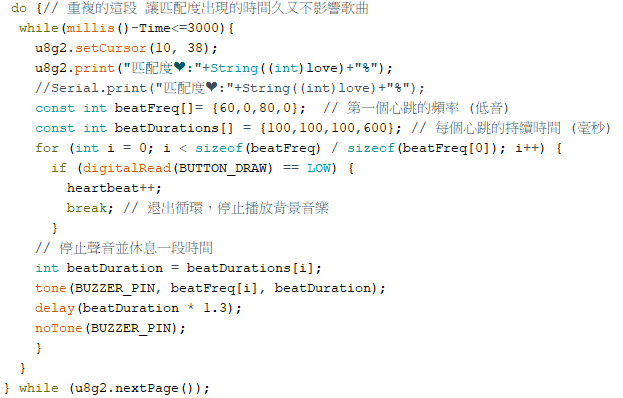 do {// 重複的這段 讓匹配度出現的時間久又不影響歌曲
while(millis()-Time<=3000){
u8g2.setCursor(10, 38);
u8g2.print("匹配度❤:"+String((int)love)+"%");
//Serial.print("匹配度❤:"+String((int)love)+"%");
const int beatFreq[]= {60,0,80,0};  // 第一個心跳的頻率 (低音)
const int beatDurations[] = {100,100,100,600}; // 每個心跳的持續時間 (毫秒)
for (int i = 0; i < sizeof(beatFreq) / sizeof(beatFreq[0]); i++) {
if (digitalRead(BUTTON_DRAW) == LOW) {
heartbeat++;
break; // 退出循環，停止播放背景音樂
}
// 停止聲音並休息一段時間
int beatDuration = beatDurations[i];
tone(BUZZER_PIN, beatFreq[i], beatDuration);
delay(beatDuration * 1.3);
noTone(BUZZER_PIN);
}
}
} while (u8g2.nextPage());